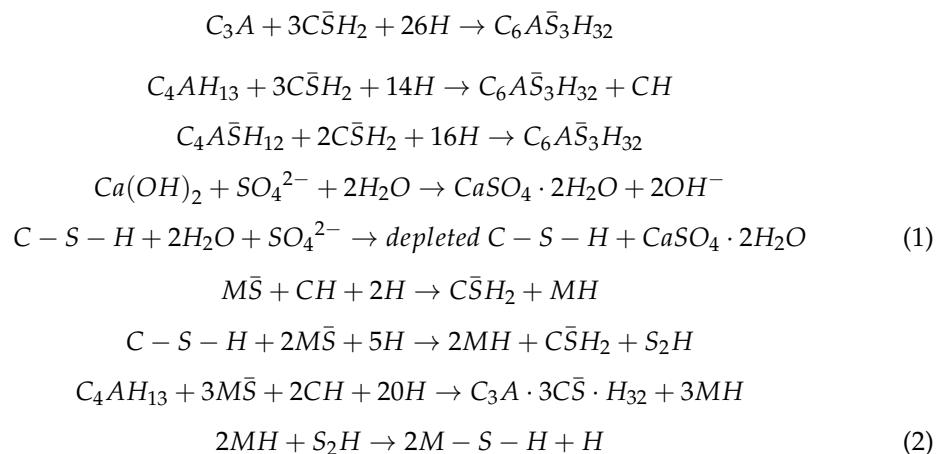 C₃A + 3CS̄H₂ + 26H → C₆AS̄₃H₃₂
C₄AH₁₃ + 3CS̄H₂ + 14H → C₆AS̄₃H₃₂ + CH
C₄AS̄H₁₂ + 2CS̄H₂ + 16H → C₆AS̄₃H₃₂
Ca(OH)₂ + SO₄²⁻ + 2H₂O → CaSO₄ · 2H₂O + 2OH⁻
C − S − H + 2H₂O + SO₄²⁻ → depleted C − S − H + CaSO₄ · 2H₂O (1)
MS̄ + CH + 2H → CS̄H₂ + MH
C − S − H + 2MS̄ + 5H → 2MH + CS̄H₂ + S₂H
C₄AH₁₃ + 3MS̄ + 2CH + 20H → C₃A · 3CS̄ · H₃₂ + 3MH
2MH + S₂H → 2M − S − H + H (2)